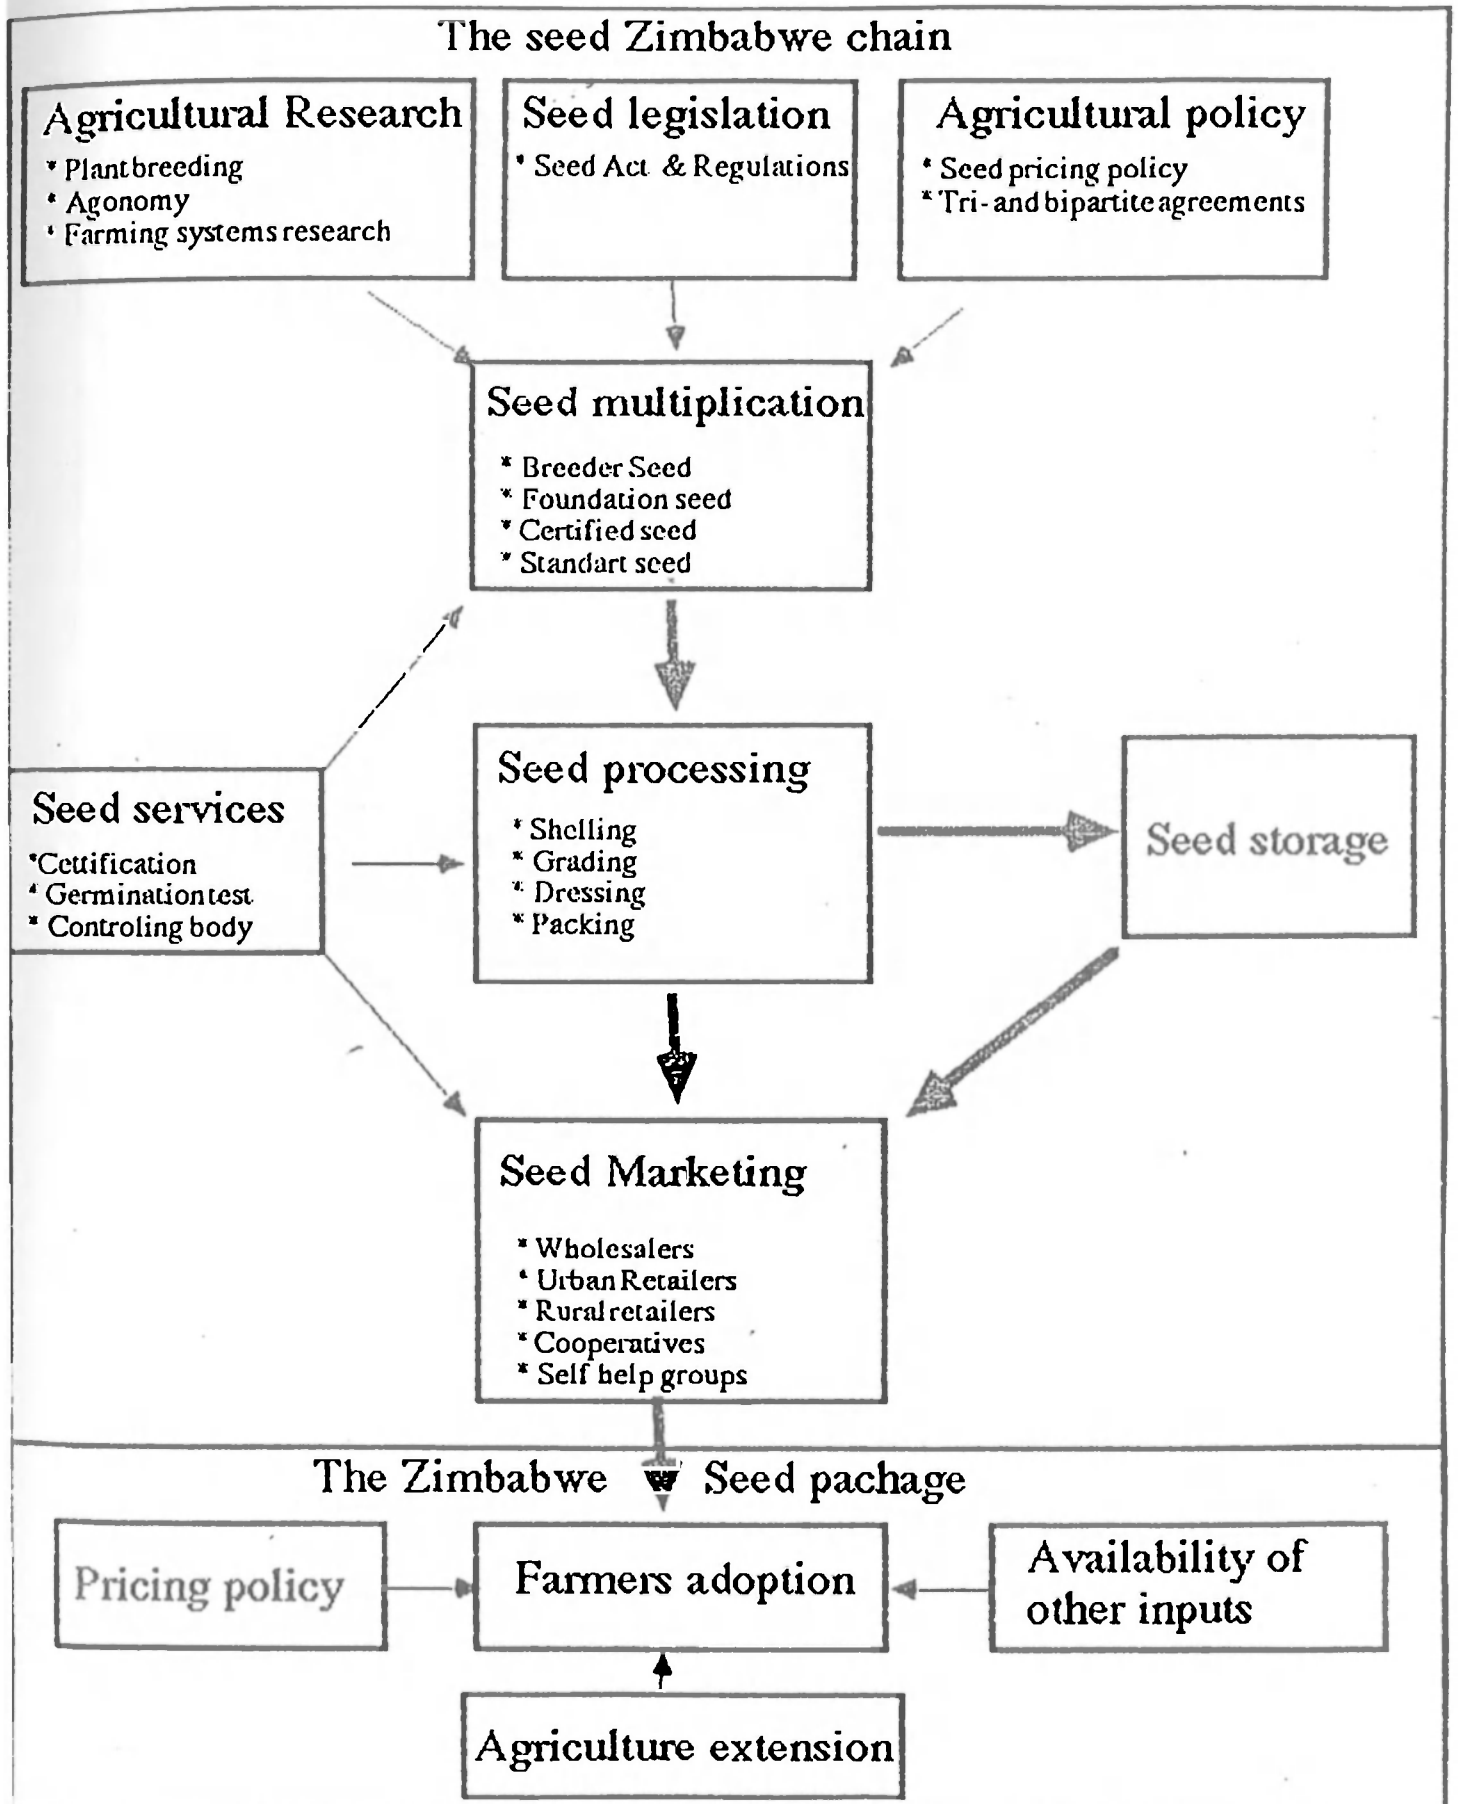 The seed Zimbabwe chain
Agricultural Research
* Plant breeding
* Agonomy
* Farming systems research
Seed legislation
* Seed Act & Regulations
Agricultural policy
* Seed pricing policy
* Tri- and bipartite agreements
Seed multiplication
* Breeder Seed
* Foundation seed
* Certified seed
* Standart seed
Seed services
*Cettification
* Germination test
* Controling body
Seed processing
* Shelling
* Grading
* Dressing
* Packing
Seed storage
Seed Marketing
* Wholesalers
* Urban Retailers
* Rural retailers
* Cooperatives
* Self help groups
The Zimbabwe Seed pachage
Pricing policy
Farmers adoption
Availability of
other inputs
Agriculture extension